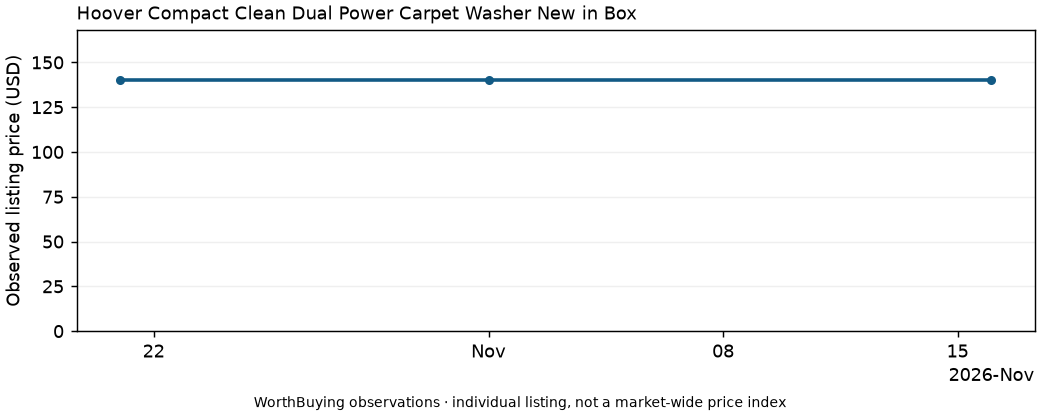 Hoover Compact Clean Dual Power Carpet Washer New in Box
Observed listing price (USD)
150
125
100
75
50
25
0
22
Nov
08
15
2026-Nov
WorthBuying observations · individual listing, not a market-wide price index